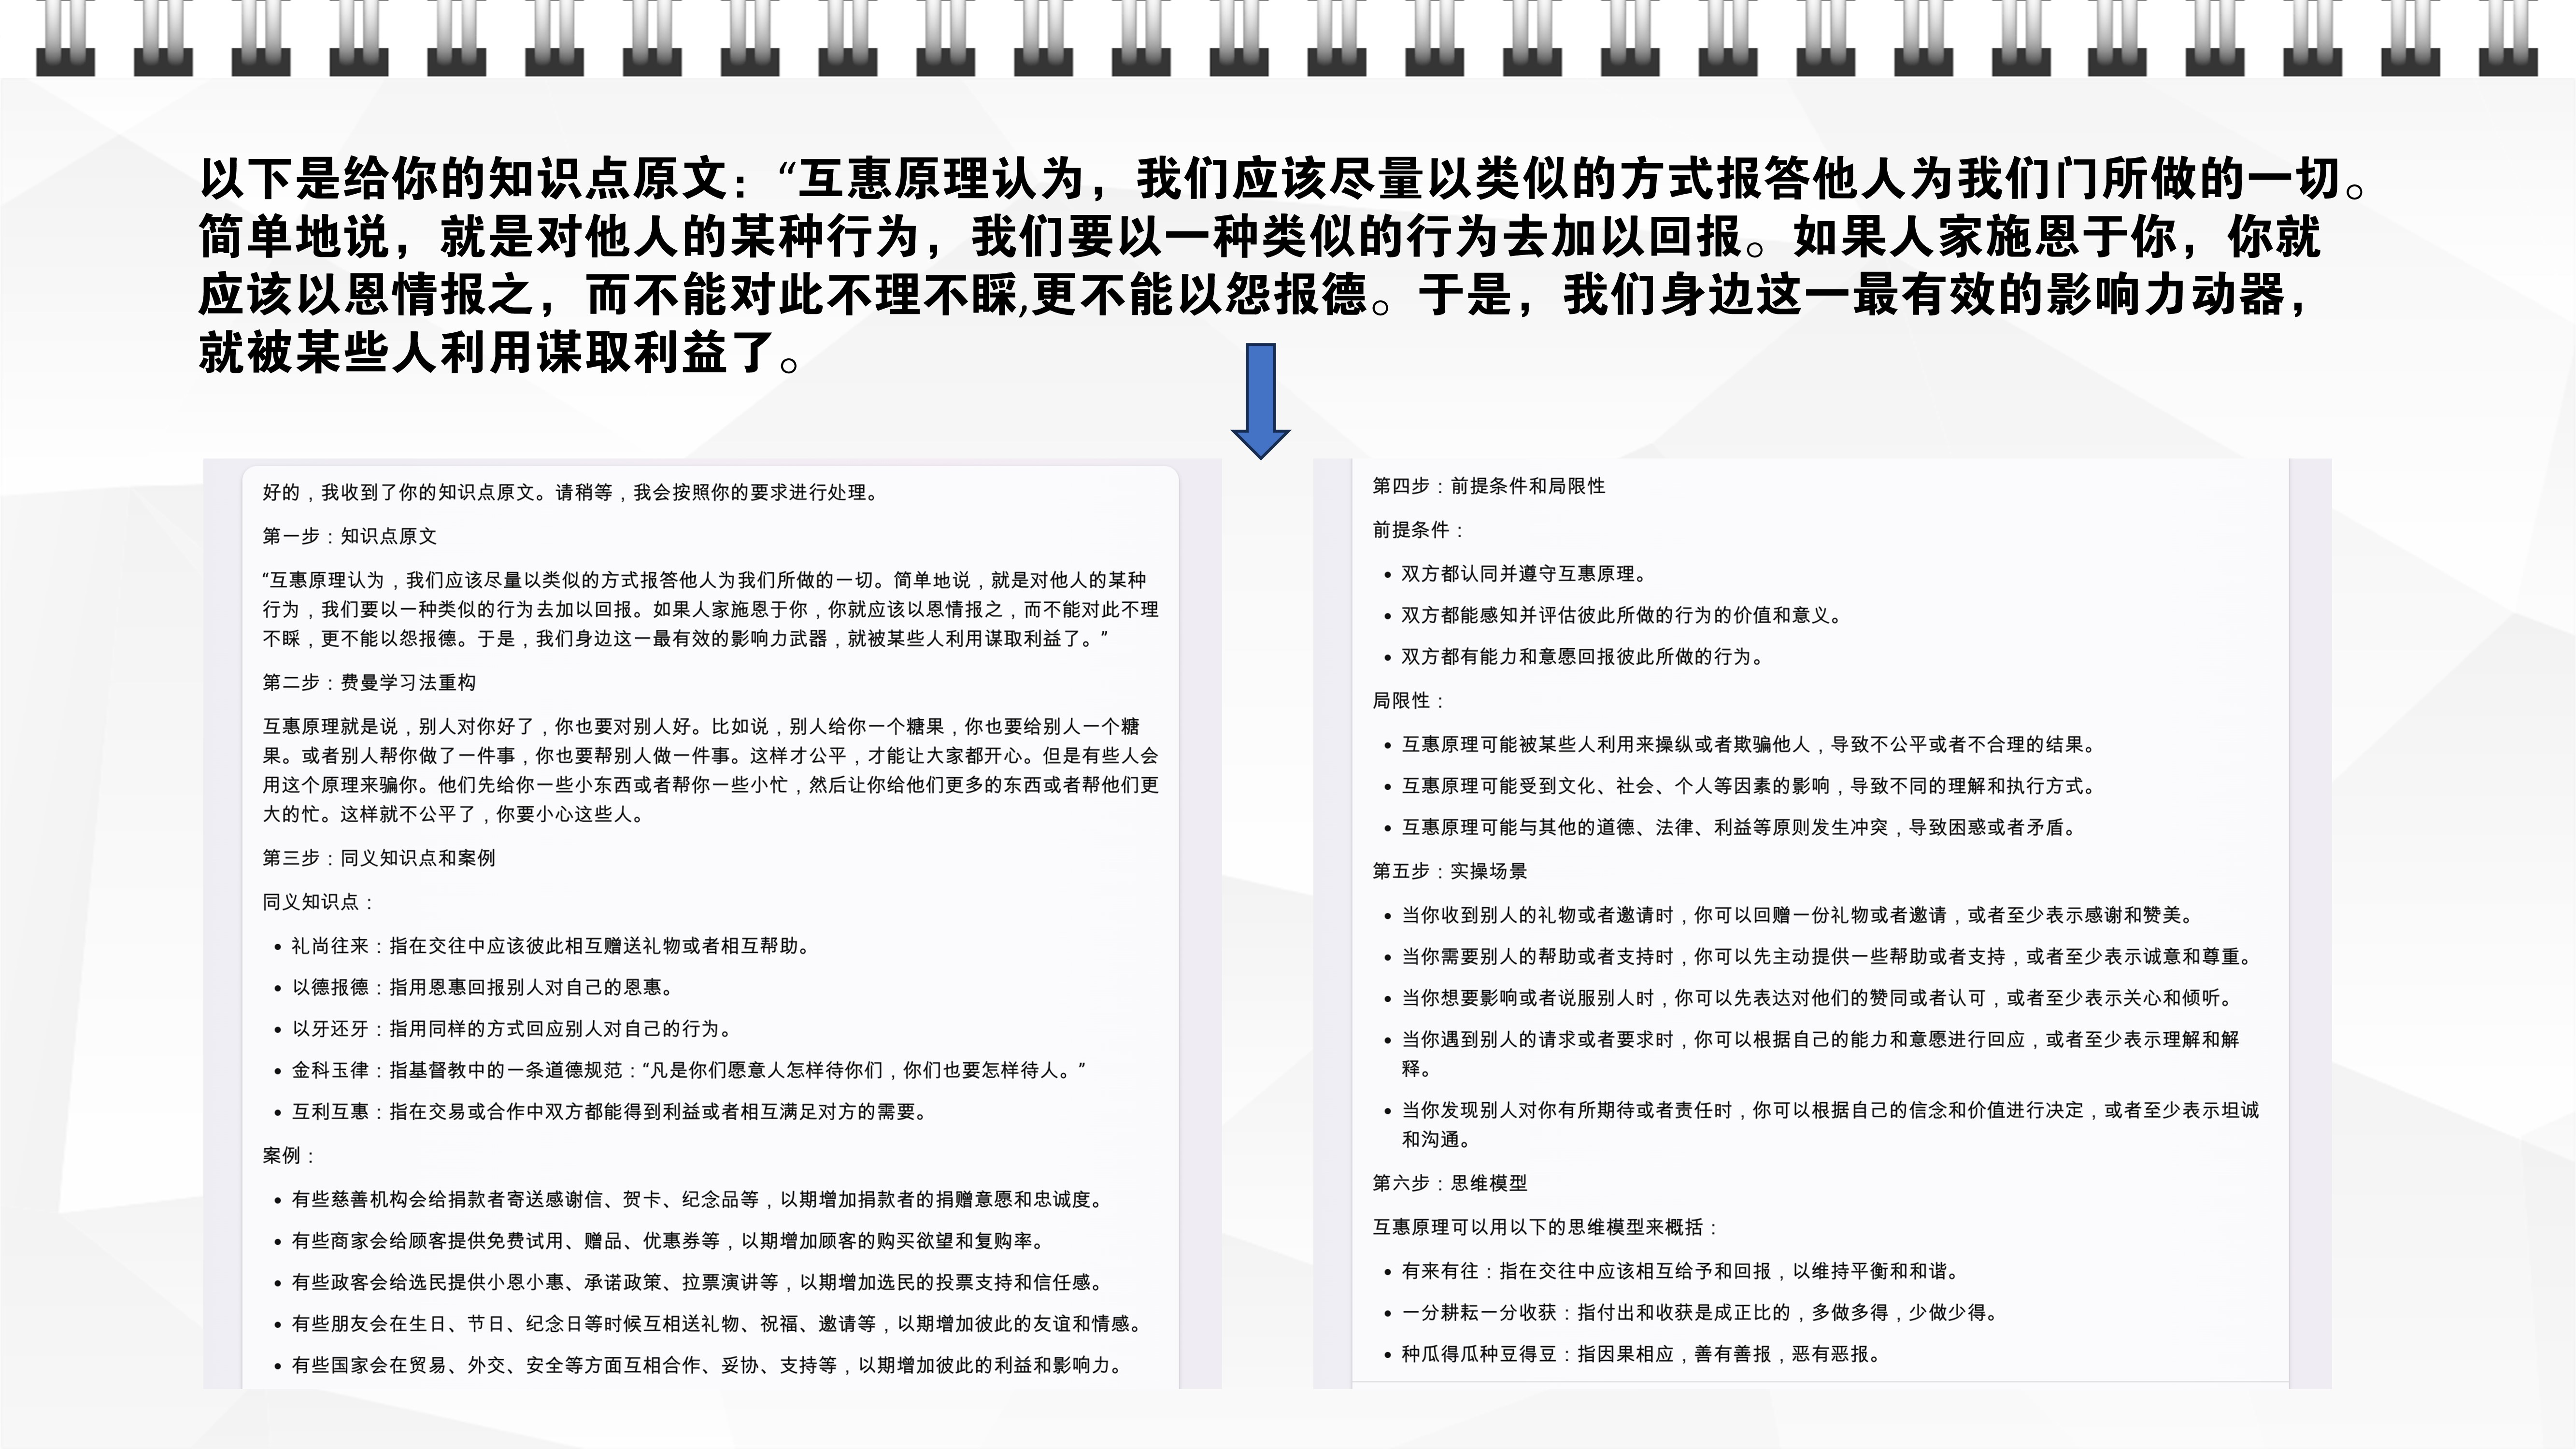 以下是给你的知识点原文：“互惠原理认为，我们应该尽量以类似的方式报答他人为我们门所做的一切。
简单地说，就是对他人的某种行为，我们要以一种类似的行为去加以回报。如果人家施恩于你，你就
应该以恩情报之，而不能对此不理不睬,更不能以怨报德。于是，我们身边这一最有效的影响力动器，
就被某些人利用谋取利益了。
好的，我收到了你的知识点原文。请稍等，我会按照你的要求进行处理。
第一步：知识点原文
“互惠原理认为，我们应该尽量以类似的方式报答他人为我们所做的一切。简单地说，就是对他人的某种
行为，我们要以一种类似的行为去加以回报。如果人家施恩于你，你就应该以恩情报之，而不能对此不理
不睬，更不能以怨报德。于是，我们身边这一最有效的影响力武器，就被某些人利用谋取利益了。”
第二步：费曼学习法重构
互惠原理就是说，别人对你好了，你也要对别人好。比如说，别人给你一个糖果，你也要给别人一个糖
果。或者别人帮你做了一件事，你也要帮别人做一件事。这样才公平，才能让大家都开心。但是有些人会
用这个原理来骗你。他们先给你一些小东西或者帮你一些小忙，然后让你给他们更多的东西或者帮他们更
大的忙。这样就不公平了，你要小心这些人。
第三步：同义知识点和案例
同义知识点：
• 礼尚往来：指在交往中应该彼此相互赠送礼物或者相互帮助。
• 以德报德：指用恩惠回报别人对自己的恩惠。
• 以牙还牙：指用同样的方式回应别人对自己的行为。
• 金科玉律：指基督教中的一条道德规范：“凡是你们愿意人怎样待你们，你们也要怎样待人。”
• 互利互惠：指在交易或合作中双方都能得到利益或者相互满足对方的需要。
案例：
• 有些慈善机构会给捐款者寄送感谢信、贺卡、纪念品等，以期增加捐款者的捐赠意愿和忠诚度。
• 有些商家会给顾客提供免费试用、赠品、优惠券等，以期增加顾客的购买欲望和复购率。
• 有些政客会给选民提供小恩小惠、承诺政策、拉票演讲等，以期增加选民的投票支持和信任感。
• 有些朋友会在生日、节日、纪念日等时候互相送礼物、祝福、邀请等，以期增加彼此的友谊和情感。
• 有些国家会在贸易、外交、安全等方面互相合作、妥协、支持等，以期增加彼此的利益和影响力。
第四步：前提条件和局限性
前提条件：
• 双方都认同并遵守互惠原理。
• 双方都能感知并评估彼此所做的行为的价值和意义。
• 双方都有能力和意愿回报彼此所做的行为。
局限性：
• 互惠原理可能被某些人利用来操纵或者欺骗他人，导致不公平或者不合理的结果。
• 互惠原理可能受到文化、社会、个人等因素的影响，导致不同的理解和执行方式。
• 互惠原理可能与其他的道德、法律、利益等原则发生冲突，导致困惑或者矛盾。
第五步：实操场景
• 当你收到别人的礼物或者邀请时，你可以回赠一份礼物或者邀请，或者至少表示感谢和赞美。
• 当你需要别人的帮助或者支持时，你可以先主动提供一些帮助或者支持，或者至少表示诚意和尊重。
• 当你想要影响或者说服别人时，你可以先表达对他们的赞同或者认可，或者至少表示关心和倾听。
• 当你遇到别人的请求或者要求时，你可以根据自己的能力和意愿进行回应，或者至少表示理解和解
释。
• 当你发现别人对你有所期待或者责任时，你可以根据自己的信念和价值进行决定，或者至少表示坦诚
和沟通。
第六步：思维模型
互惠原理可以用以下的思维模型来概括：
• 有来有往：指在交往中应该相互给予和回报，以维持平衡和和谐。
• 一分耕耘一分收获：指付出和收获是成正比的，多做多得，少做少得。
• 种瓜得瓜种豆得豆：指因果相应，善有善报，恶有恶报。